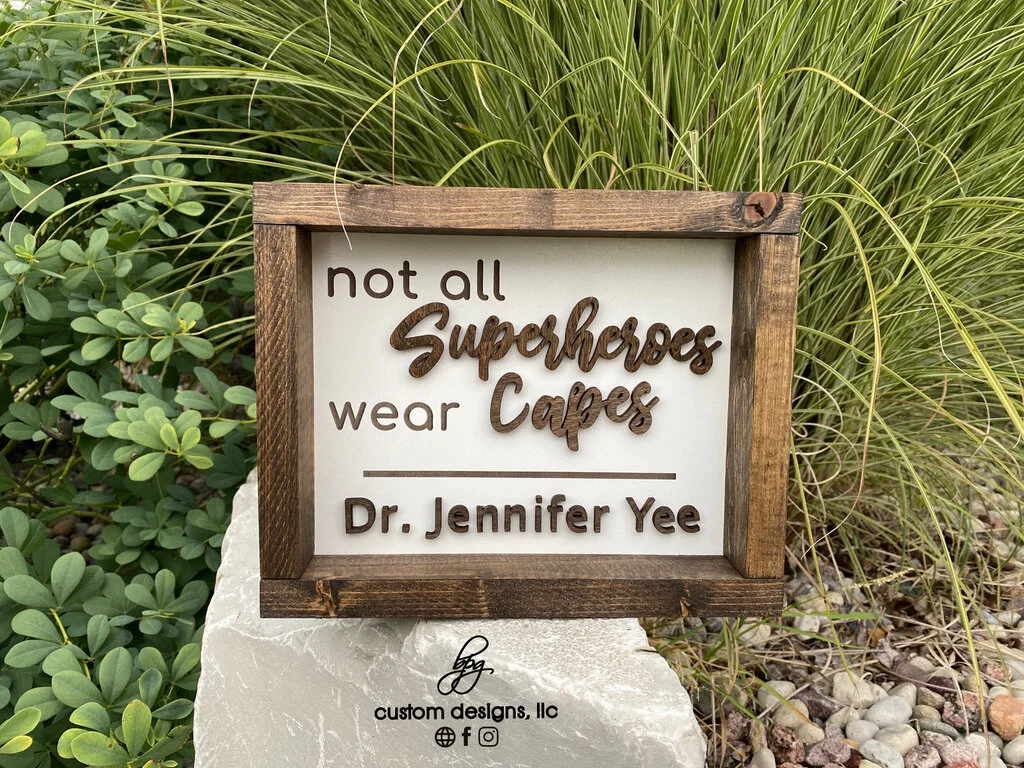 not all
Superheroes
wear Capes
Dr. Jennifer Yee
bpg
custom designs, llc
f